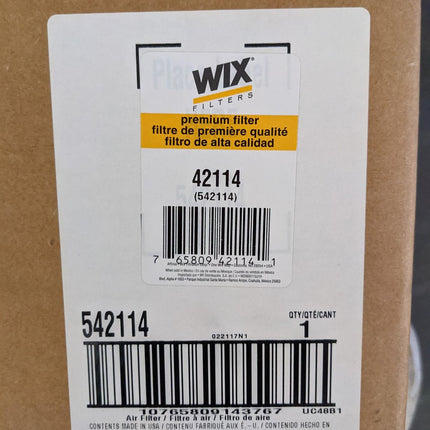 Place Label
WIX
FILTERS
premium filter
filtre de première qualité
filtro de alta calidad
42114
(542114)
7 65809 42114 1
542114
022117N1
QTY/QTÉ/CANT
1
10765809143767
UC48B1
Air Filter / Filtre à air / Filtro de aire
CONTENTS MADE IN USA / CONTENU FABRIQUÉ AUX É.-U. / CONTENIDO HECHO EN